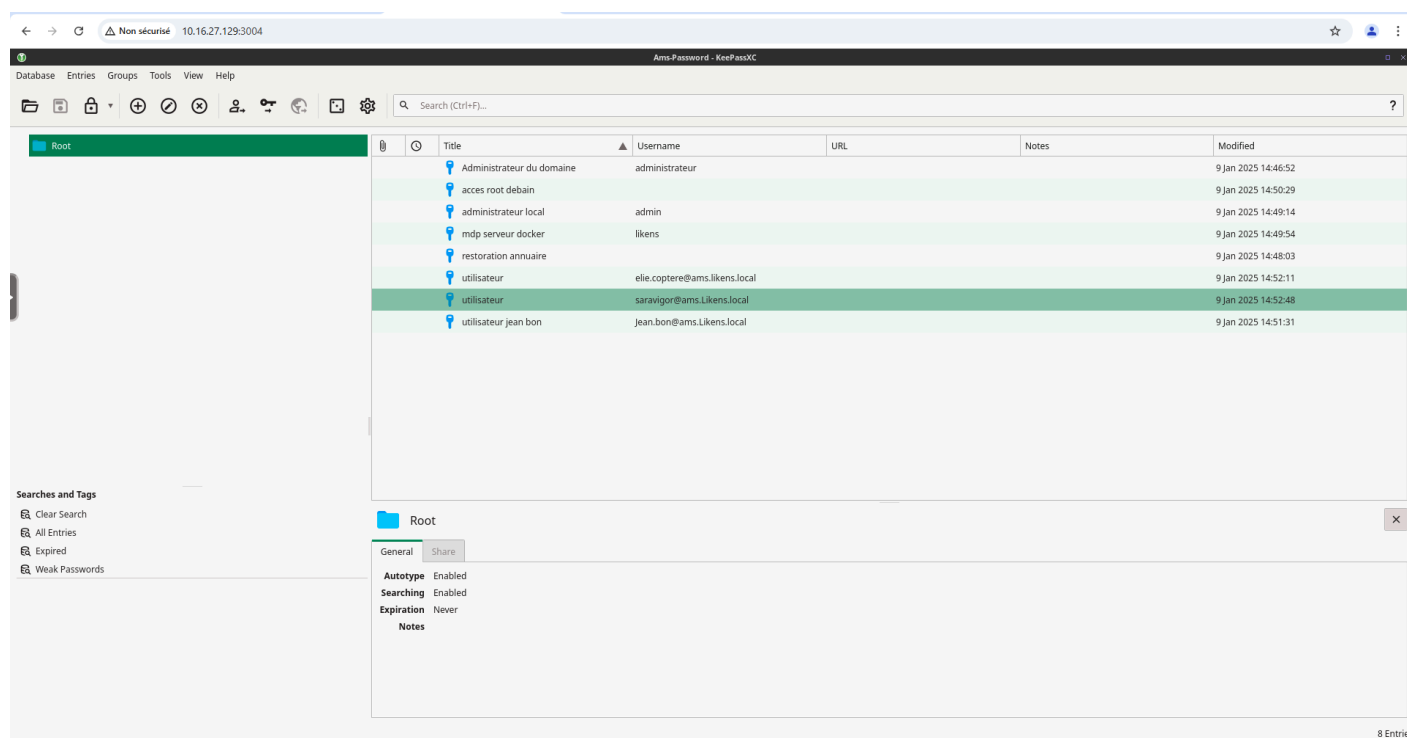 Non sécurisé 10.16.27.129:3004
Ams-Password - KeePassXC
Database Entries Groups Tools View Help
Search (Ctrl+F)... ?
Root
Title Username URL Notes Modified
Administrateur du domaine administrateur 9 Jan 2025 14:46:52
acces root debain 9 Jan 2025 14:50:29
administrateur local admin 9 Jan 2025 14:49:14
mdp serveur docker likens 9 Jan 2025 14:49:54
restoration annuaire 9 Jan 2025 14:48:03
utilisateur elie.coptere@ams.likens.local 9 Jan 2025 14:52:11
utilisateur saravigor@ams.Likens.local 9 Jan 2025 14:52:48
utilisateur jean bon Jean.bon@ams.Likens.local 9 Jan 2025 14:51:31
Searches and Tags
Clear Search
All Entries
Expired
Weak Passwords
Root
General Share
Autotype Enabled
Searching Enabled
Expiration Never
Notes
8 Entrie